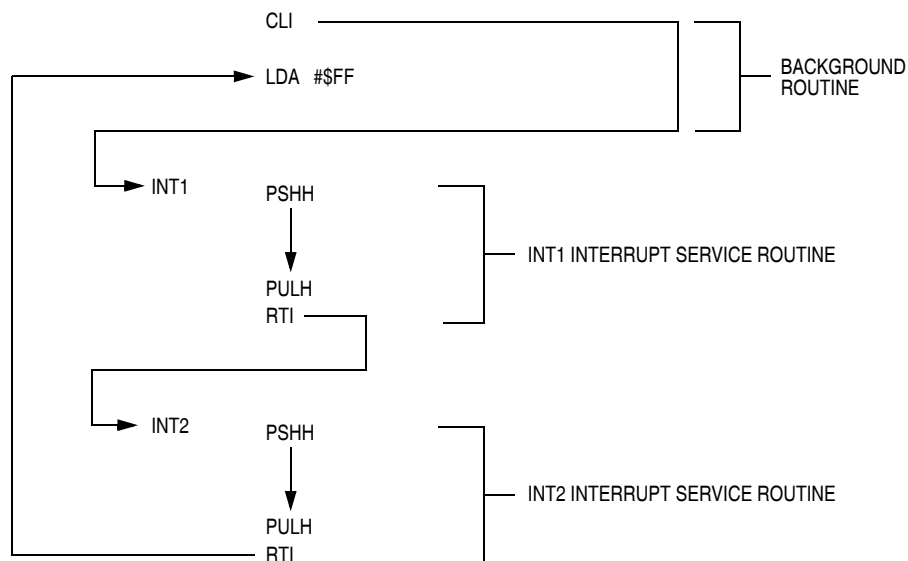 CLI
LDA #$FF
BACKGROUND
ROUTINE
INT1
PSHH
INT1 INTERRUPT SERVICE ROUTINE
PULH
RTI
INT2
PSHH
INT2 INTERRUPT SERVICE ROUTINE
PULH
RTI